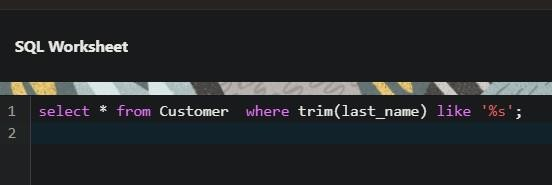 SQL Worksheet
1 select * from Customer  where trim(last_name) like '%s';
2